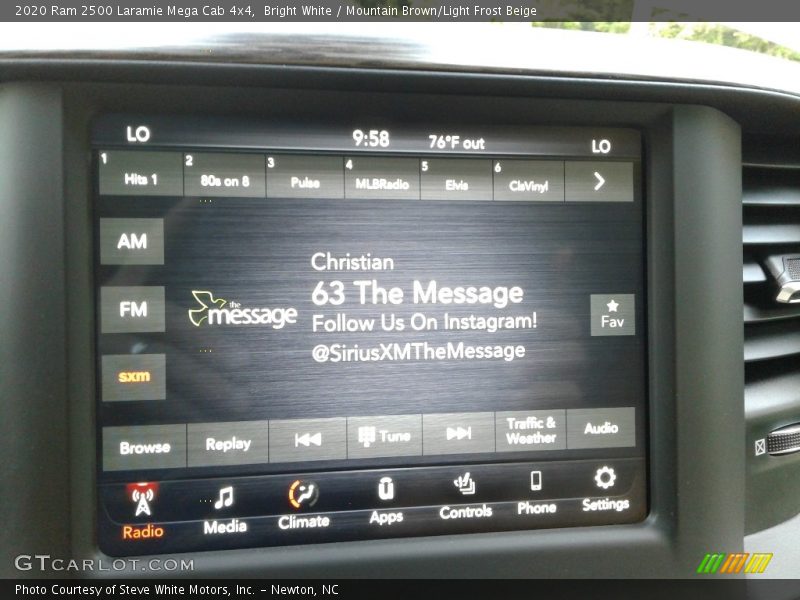 2020 Ram 2500 Laramie Mega Cab 4x4,  Bright White / Mountain Brown/Light Frost Beige
LO 9:58 76°F out LO
1 Hits 1 2 80s on 8 3 Pulse 4 MLBRadio 5 Elvis 6 ClsVinyl
AM
FM
sxm
the message
Christian
63 The Message
Follow Us On Instagram!
@SiriusXMTheMessage
Fav
Browse Replay Tune Traffic & Weather Audio
Radio Media Climate Apps Controls Phone Settings
GTCARLOT.COM
Photo Courtesy of Steve White Motors, Inc. – Newton, NC